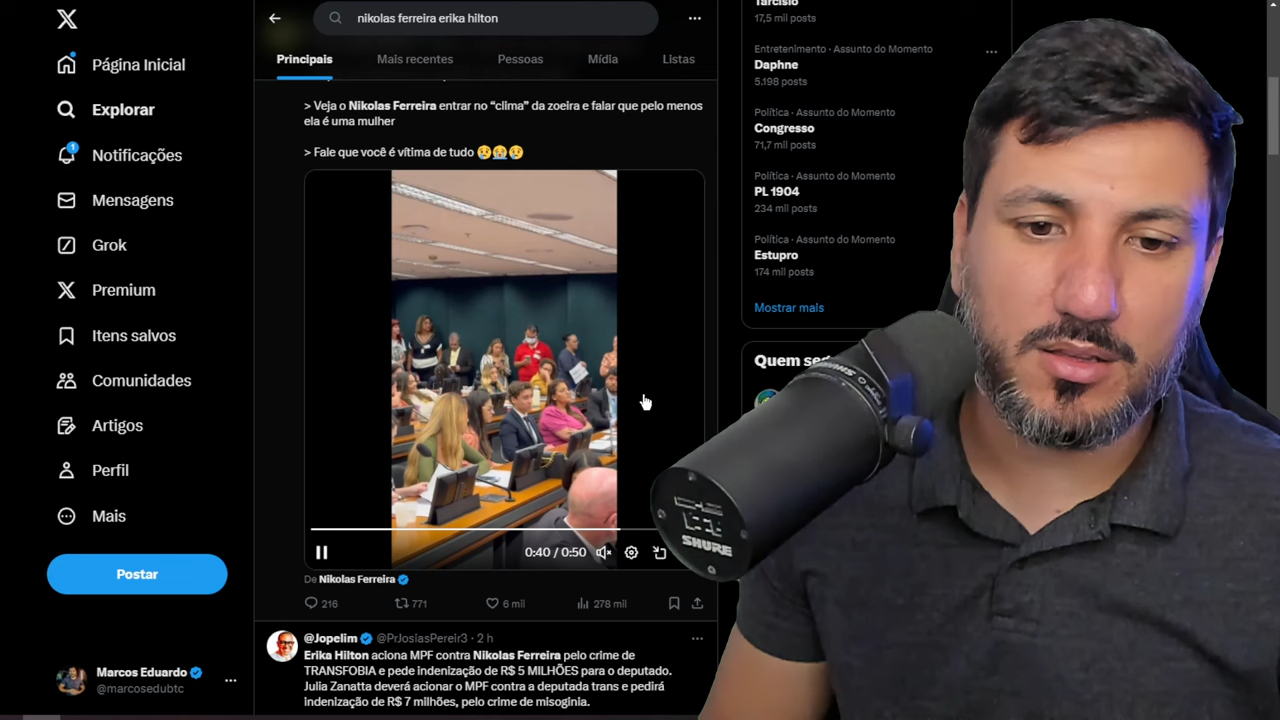 nikolas ferreira erika hilton
Página Inicial
Explorar
Notificações
1
Mensagens
Grok
Premium
Itens salvos
Comunidades
Artigos
Perfil
Mais
Postar
Marcos Eduardo
@marcosedubtc
Principais
Mais recentes
Pessoas
Mídia
Listas
> Veja o Nikolas Ferreira entrar no “clima” da zoeira e falar que pelo menos
ela é uma mulher
> Fale que você é vítima de tudo 😢😭😢
0:40 / 0:50
De Nikolas Ferreira
216
771
6 mil
278 mil
@Jopelim @PrJosiasPereir3 · 2 h
Erika Hilton aciona MPF contra Nikolas Ferreira pelo crime de
TRANSFOBIA e pede indenização de R$ 5 MILHÕES para o deputado.
Julia Zanatta deverá acionar o MPF contra a deputada trans e pedirá
indenização de R$ 7 milhões, pelo crime de misoginia.
Tarcísio
17,5 mil posts
Entretenimento · Assunto do Momento
Daphne
5.198 posts
Política · Assunto do Momento
Congresso
71,7 mil posts
Política · Assunto do Momento
PL 1904
234 mil posts
Política · Assunto do Momento
Estupro
174 mil posts
Mostrar mais
Quem
SHURE